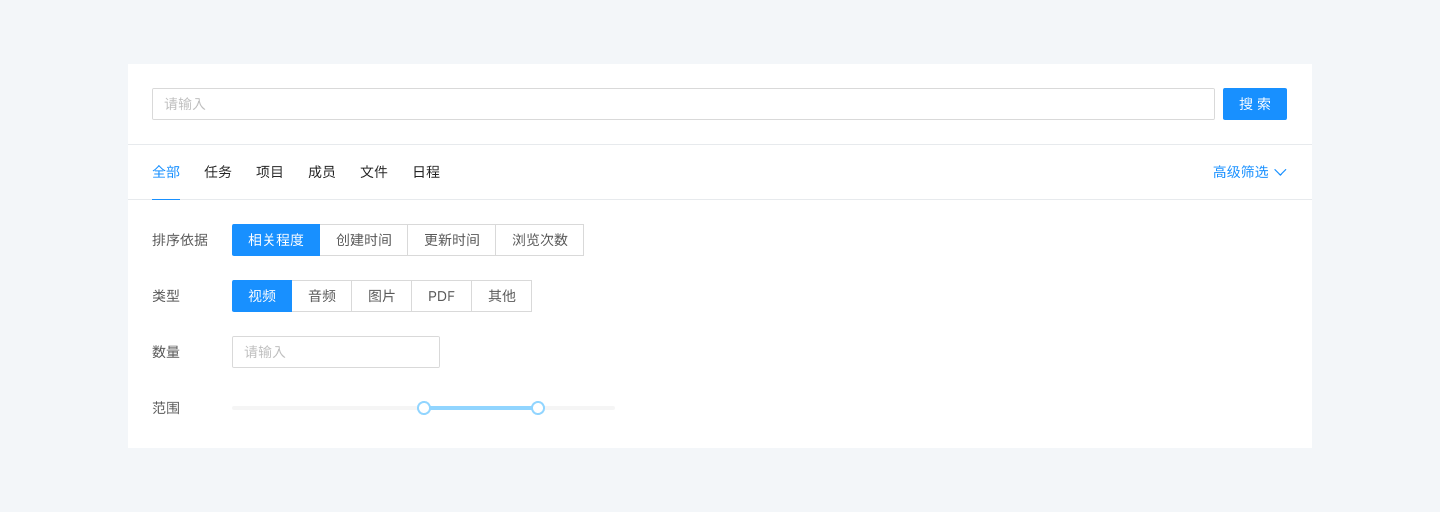 请输入 搜 索
全部 任务 项目 成员 文件 日程 高级筛选
排序依据 相关程度 创建时间 更新时间 浏览次数
类型 视频 音频 图片 PDF 其他
数量 请输入
范围